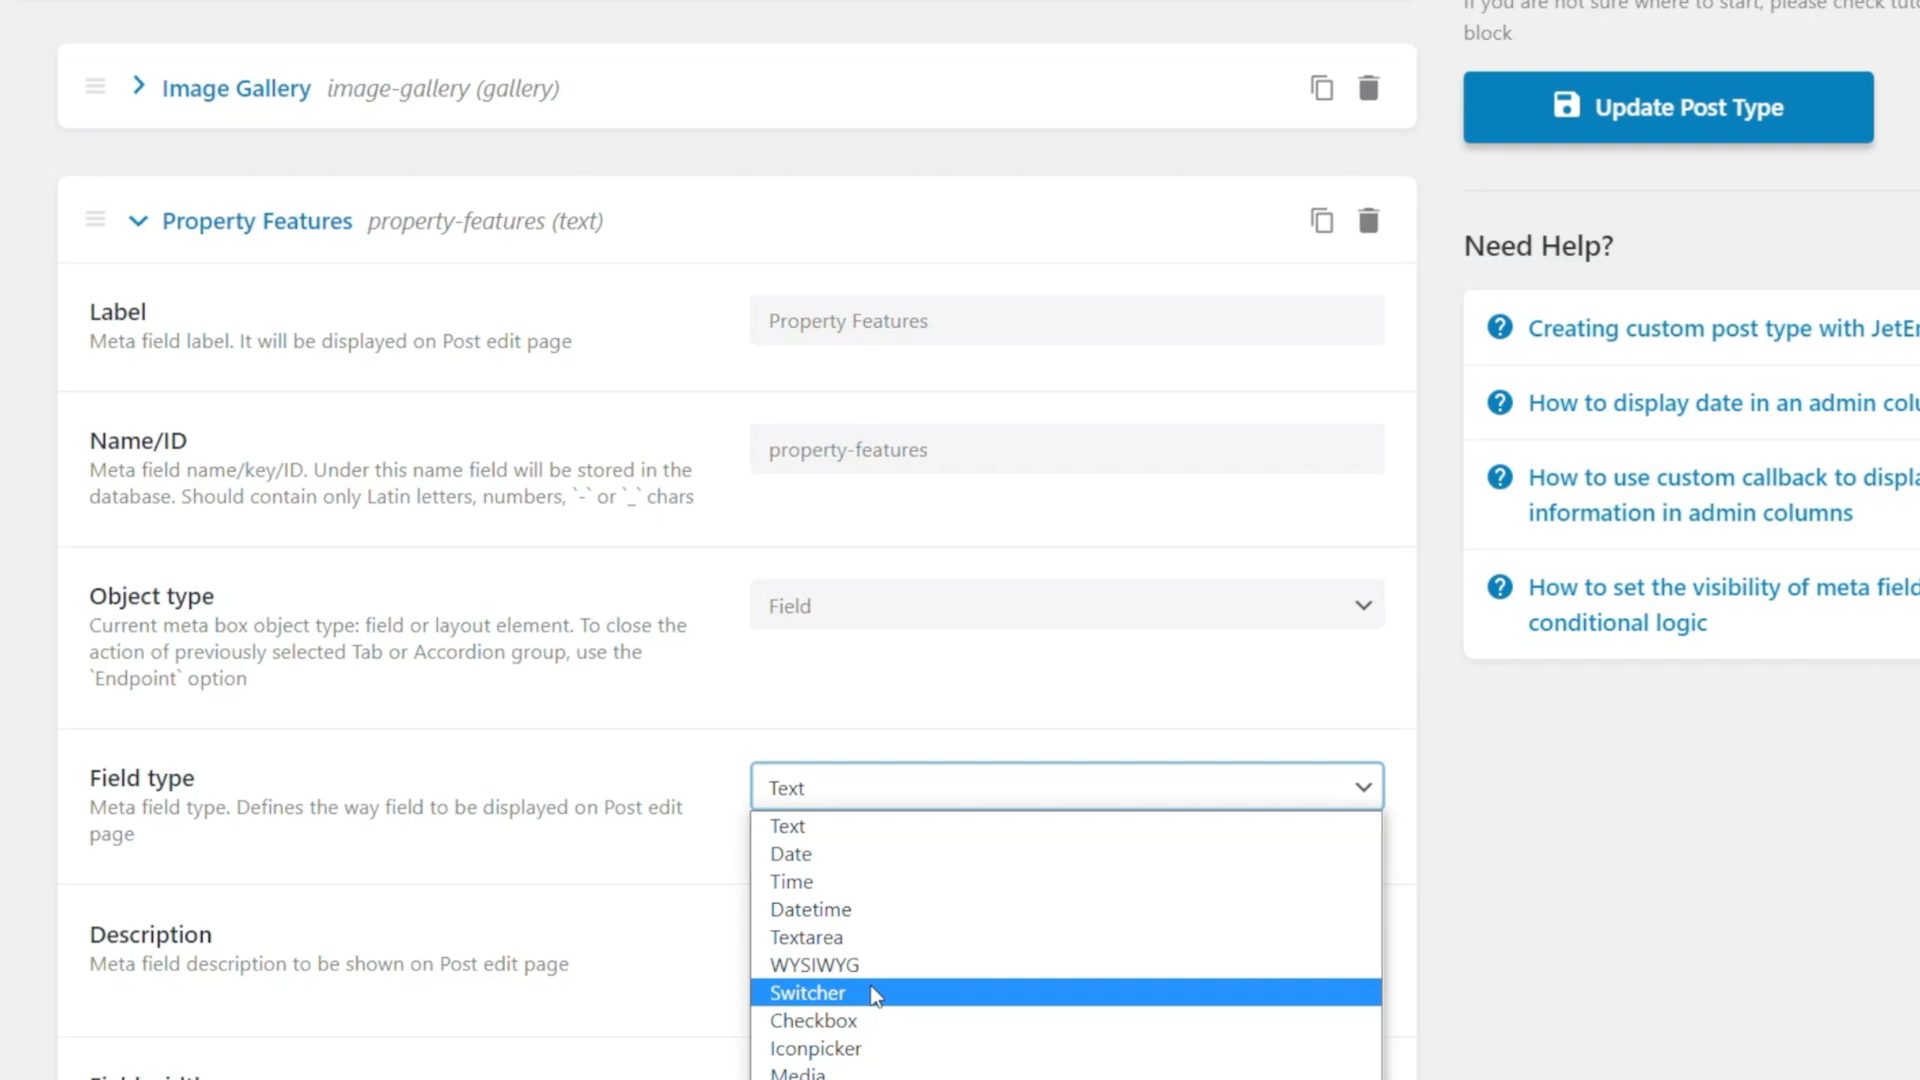 If you are not sure where to start, please check
block
Image Gallery image-gallery (gallery)
Update Post Type
Property Features property-features (text)
Need Help?
Label
Meta field label. It will be displayed on Post edit page
Property Features
Creating custom post type with
How to display date in an admin
Name/ID
Meta field name/key/ID. Under this name field will be stored in the
database. Should contain only Latin letters, numbers, `-` or `_` chars
property-features
How to use custom callback to
information in admin columns
Object type
Current meta box object type: field or layout element. To close the
action of previously selected Tab or Accordion group, use the
`Endpoint` option
Field
How to set the visibility of meta
conditional logic
Field type
Meta field type. Defines the way field to be displayed on Post edit
page
Text
Text
Date
Time
Datetime
Textarea
WYSIWYG
Switcher
Checkbox
Iconpicker
Media
Description
Meta field description to be shown on Post edit page